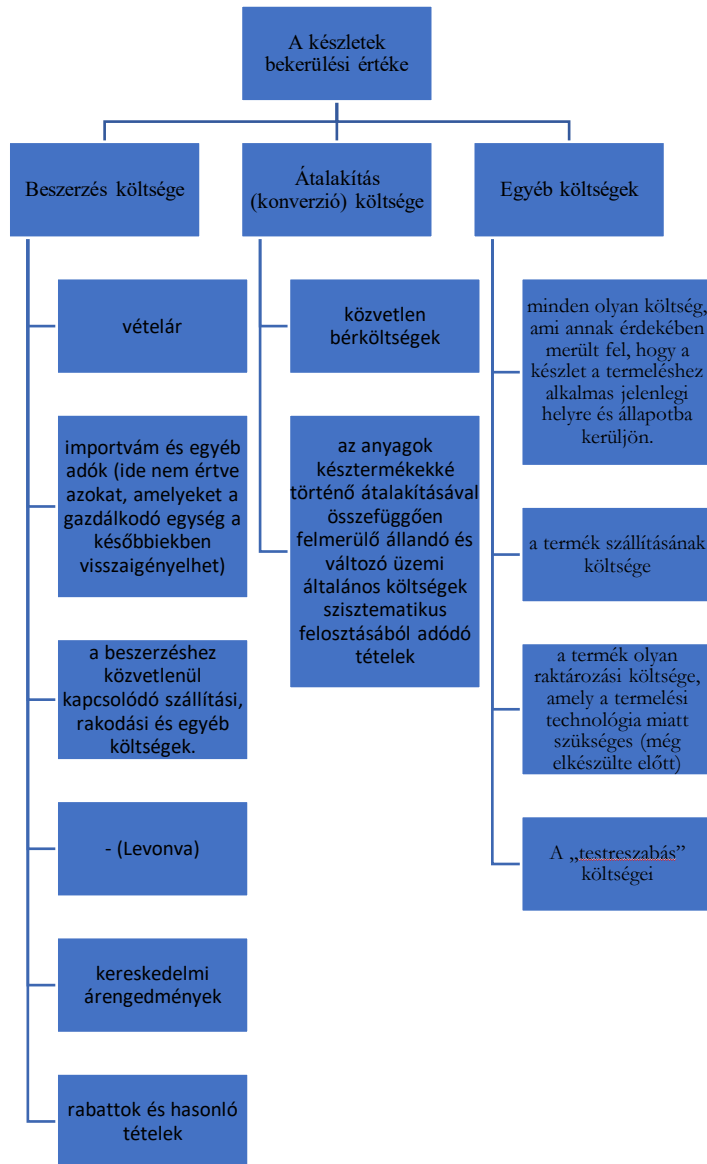 A készletek
bekerülési értéke
Beszerzés költsége
vételár
importvám és egyéb
adók (ide nem értve
azokat, amelyeket a
gazdálkodó egység a
későbbiekben
visszaigényelhet)
a beszerzéshez
közvetlenül
kapcsolódó szállítási,
rakodási és egyéb
költségek.
- (Levonva)
kereskedelmi
árengedmények
rabattok és hasonló
tételek
Átalakítás
(konverzió) költsége
közvetlen
bérköltségek
az anyagok
késztermékekké
történő átalakításával
összefüggően
felmerülő állandó és
változó üzemi
általános költségek
szisztematikus
felosztásából adódó
tételek
Egyéb költségek
minden olyan költség,
ami annak érdekében
merült fel, hogy a
készlet a termeléshez
alkalmas jelenlegi
helyre és állapotba
kerüljön.
a termék szállításának
költsége
a termék olyan
raktározási költsége,
amely a termelési
technológia miatt
szükséges (még
elkészülte előtt)
A „testreszabás”
költségei